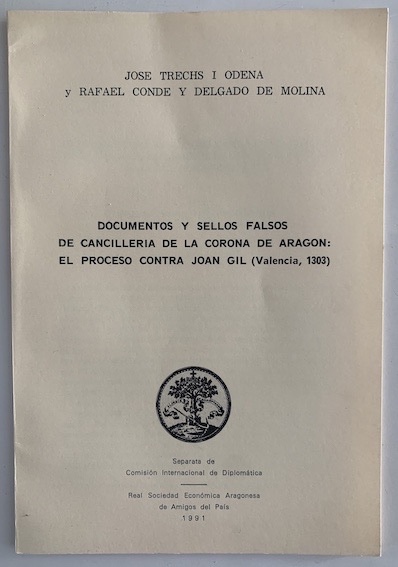 JOSE TRECHS I ODENA
y RAFAEL CONDE Y DELGADO DE MOLINA
DOCUMENTOS Y SELLOS FALSOS
DE CANCILLERIA DE LA CORONA DE ARAGON:
EL PROCESO CONTRA JOAN GIL (Valencia, 1303)
Separata de
Comisión Internacional de Diplomática
Real Sociedad Económica Aragonesa
de Amigos del País
1991